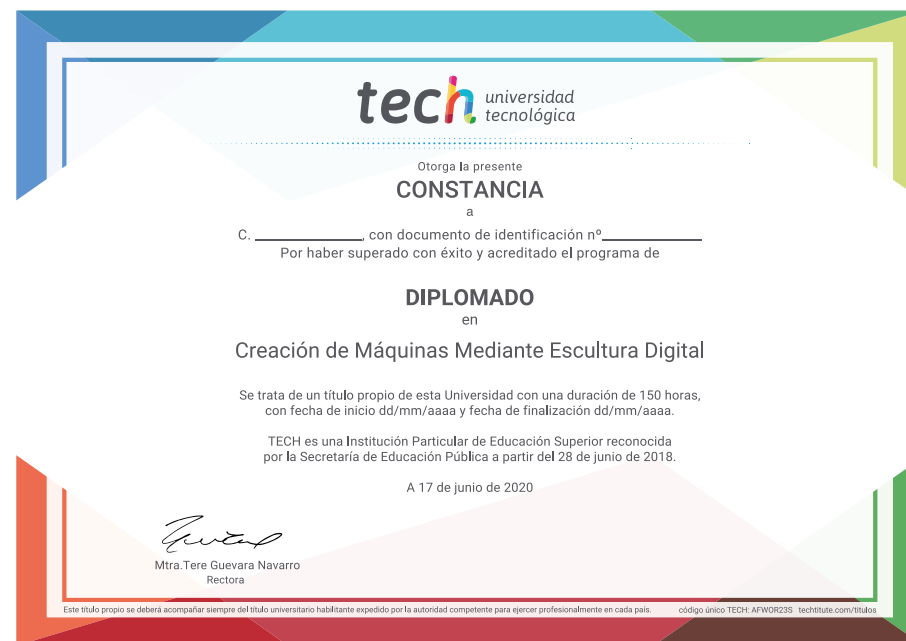 tech universidad
tecnológica
Otorga la presente
CONSTANCIA
a
C. ____________, con documento de identificación nº____________
Por haber superado con éxito y acreditado el programa de
DIPLOMADO
en
Creación de Máquinas Mediante Escultura Digital
Se trata de un título propio de esta Universidad con una duración de 150 horas,
con fecha de inicio dd/mm/aaaa y fecha de finalización dd/mm/aaaa.
TECH es una Institución Particular de Educación Superior reconocida
por la Secretaría de Educación Pública a partir del 28 de junio de 2018.
A 17 de junio de 2020
Mtra.Tere Guevara Navarro
Rectora
Este título propio se deberá acompañar siempre del título universitario habilitante expedido por la autoridad competente para ejercer profesionalmente en cada país. código único TECH: AFWOR23S techtitute.com/titulos